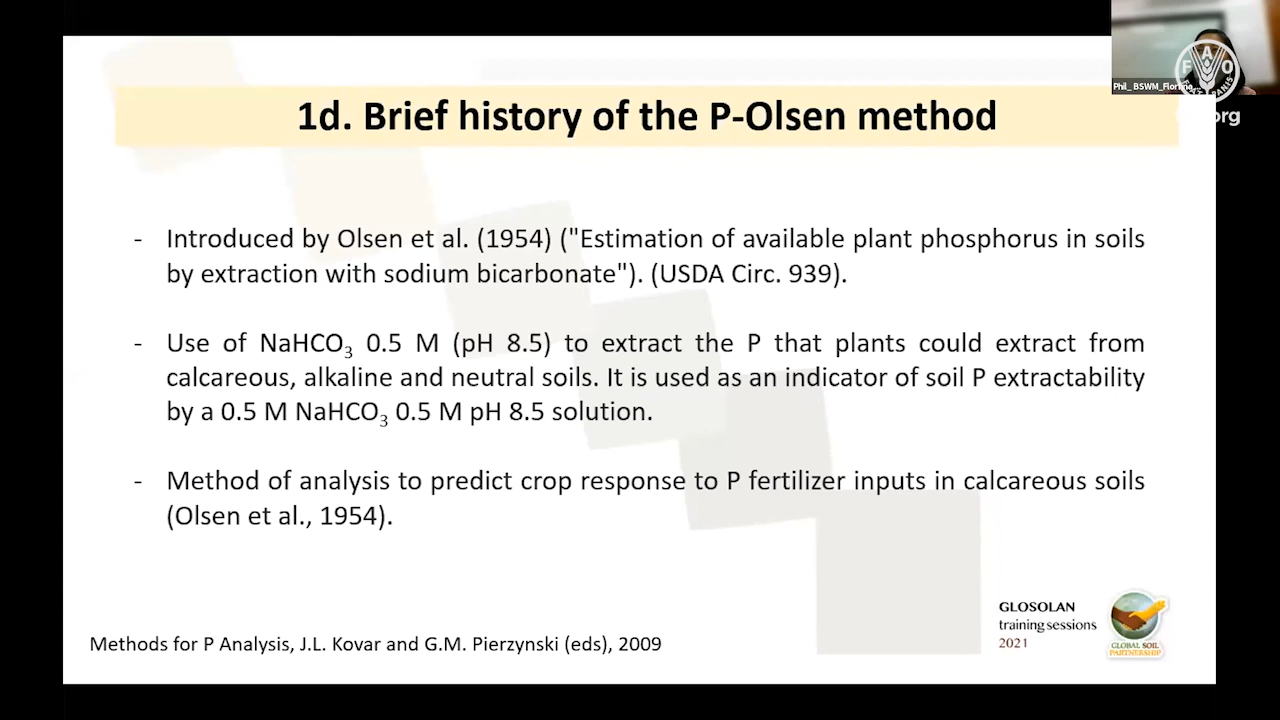 Phil_ BSWM_
F A O
org
1d. Brief history of the P-Olsen method
- Introduced by Olsen et al. (1954) ("Estimation of available plant phosphorus in soils
by extraction with sodium bicarbonate"). (USDA Circ. 939).
- Use of NaHCO₃ 0.5 M (pH 8.5) to extract the P that plants could extract from
calcareous, alkaline and neutral soils. It is used as an indicator of soil P extractability
by a 0.5 M NaHCO₃ 0.5 M pH 8.5 solution.
- Method of analysis to predict crop response to P fertilizer inputs in calcareous soils
(Olsen et al., 1954).
GLOSOLAN
training sessions
2021
GLOBAL SOIL
PARTNERSHIP
Methods for P Analysis, J.L. Kovar and G.M. Pierzynski (eds), 2009